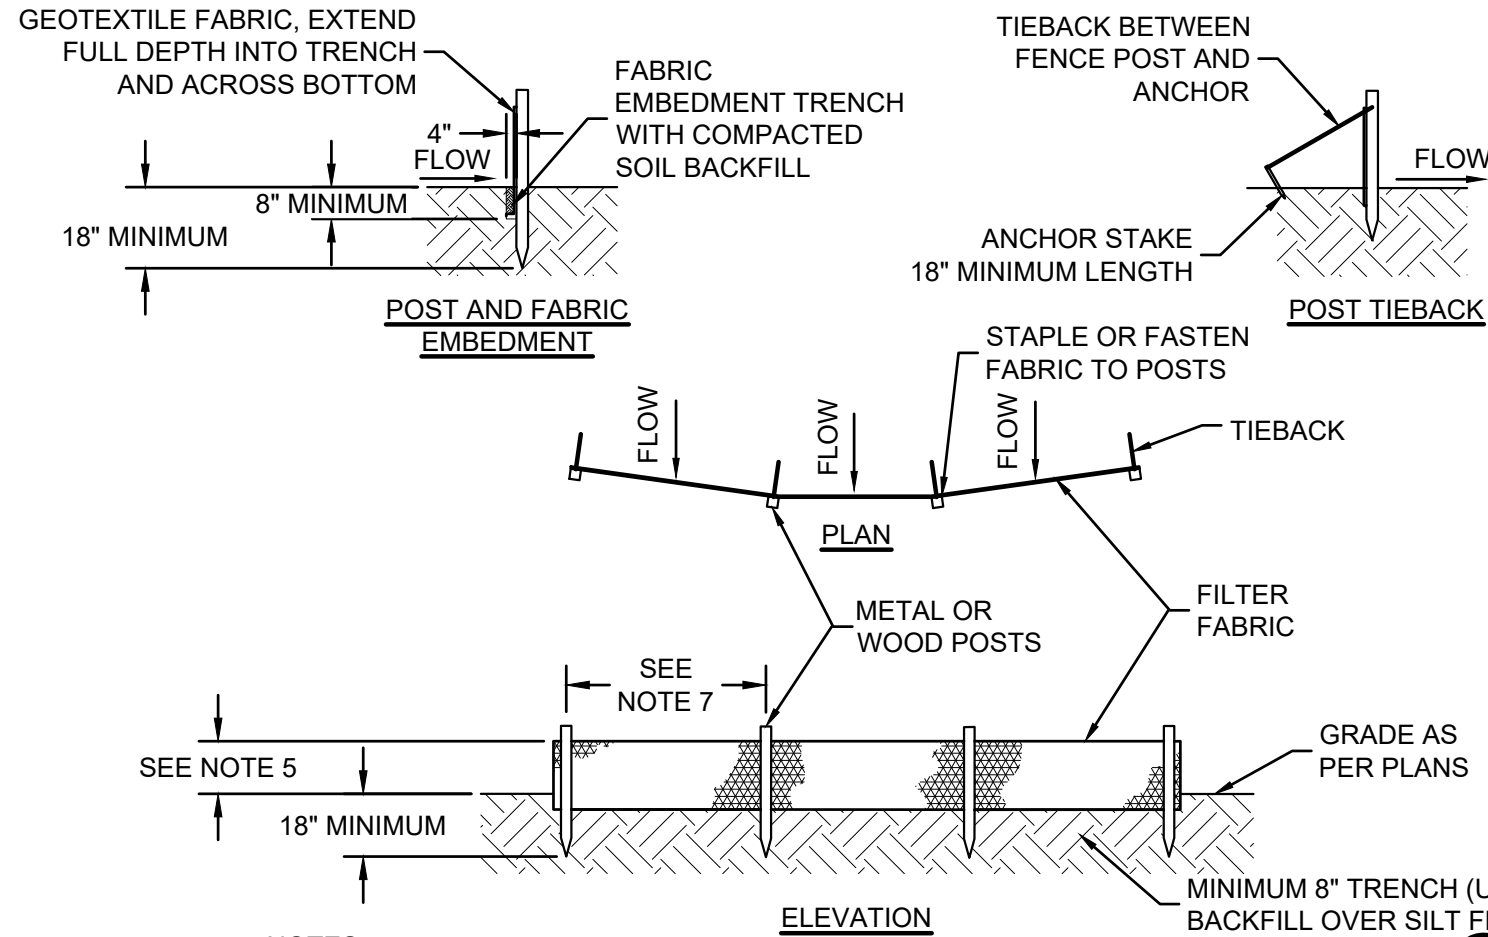 GEOTEXTILE FABRIC, EXTEND
FULL DEPTH INTO TRENCH
AND ACROSS BOTTOM
FABRIC
EMBEDMENT TRENCH
WITH COMPACTED
SOIL BACKFILL
4"
FLOW
8" MINIMUM
18" MINIMUM
POST AND FABRIC
EMBEDMENT
TIEBACK BETWEEN
FENCE POST AND
ANCHOR
FLOW
ANCHOR STAKE
18" MINIMUM LENGTH
POST TIEBACK
STAPLE OR FASTEN
FABRIC TO POSTS
FLOW
FLOW
FLOW
TIEBACK
PLAN
METAL OR
WOOD POSTS
FILTER
FABRIC
SEE
NOTE 7
SEE NOTE 5
18" MINIMUM
GRADE AS
PER PLANS
MINIMUM 8" TRENCH
BACKFILL OVER SILT
ELEVATION